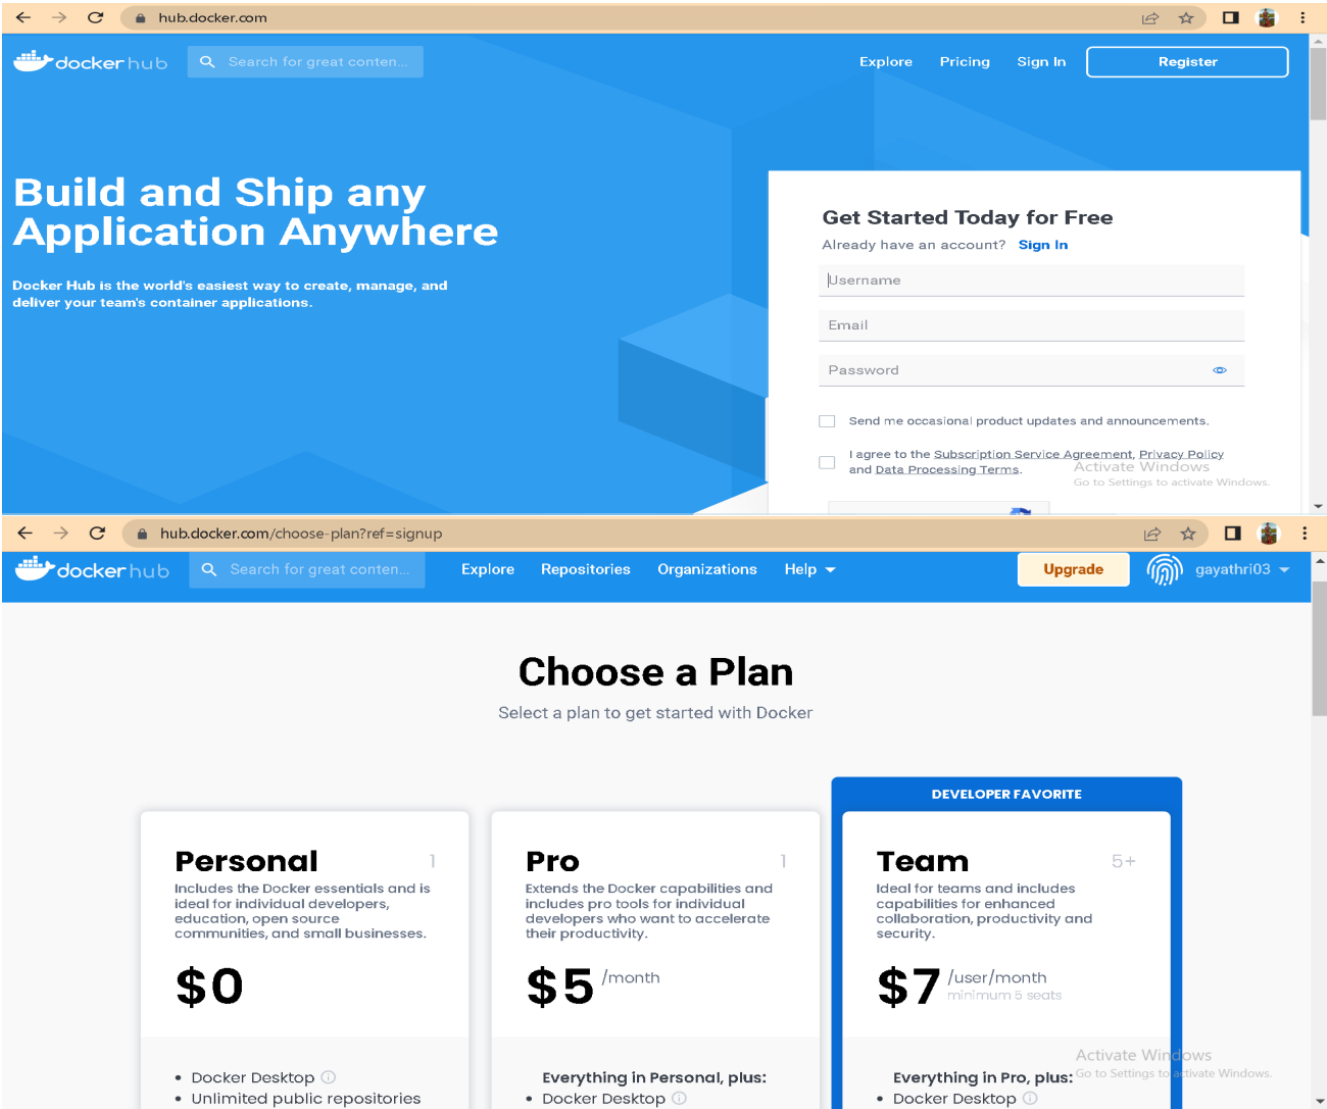 hub.docker.com
docker hub
Search for great conten...
Explore Pricing Sign In Register
Build and Ship any
Application Anywhere
Docker Hub is the world's easiest way to create, manage, and
deliver your team's container applications.
Get Started Today for Free
Already have an account? Sign In
Username
Email
Password
Send me occasional product updates and announcements.
I agree to the Subscription Service Agreement, Privacy Policy
and Data Processing Terms.
Activate Windows
Go to Settings to activate Windows.
hub.docker.com/choose-plan?ref=signup
docker hub
Search for great conten...
Explore Repositories Organizations Help Upgrade gayathri03
Choose a Plan
Select a plan to get started with Docker
Personal 1
Includes the Docker essentials and is
ideal for individual developers,
education, open source
communities, and small businesses.
$0
• Docker Desktop
• Unlimited public repositories
Pro 1
Extends the Docker capabilities and
includes pro tools for individual
developers who want to accelerate
their productivity.
$5 /month
Everything in Personal, plus:
• Docker Desktop
DEVELOPER FAVORITE
Team 5+
Ideal for teams and includes
capabilities for enhanced
collaboration, productivity and
security.
$7 /user/month
minimum 5 seats
Everything in Pro, plus:
• Docker Desktop
Activate Windows
Go to Settings to activate Windows.